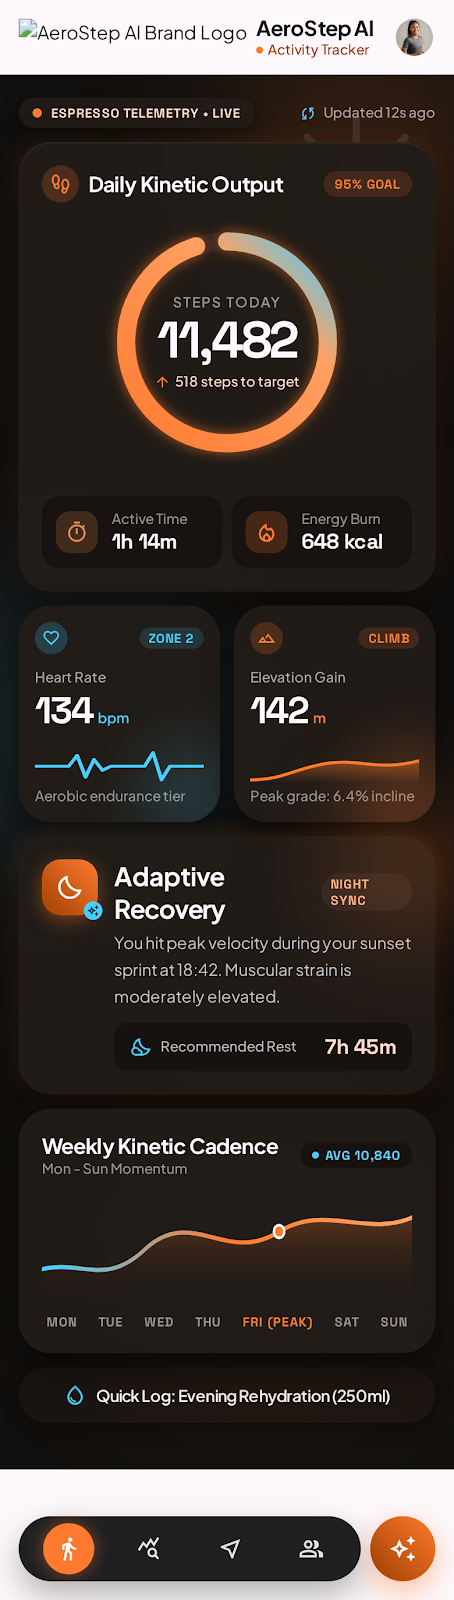 AeroStep AI Brand Logo
AeroStep AI
Activity Tracker
ESPRESSO TELEMETRY • LIVE
Updated 12s ago
Daily Kinetic Output
95% GOAL
STEPS TODAY
11,482
↑ 518 steps to target
Active Time
1h 14m
Energy Burn
648 kcal
ZONE 2
Heart Rate
134 bpm
Aerobic endurance tier
CLIMB
Elevation Gain
142 m
Peak grade: 6.4% incline
Adaptive
Recovery
NIGHT
SYNC
You hit peak velocity during your sunset
sprint at 18:42. Muscular strain is
moderately elevated.
Recommended Rest
7h 45m
Weekly Kinetic Cadence
Mon - Sun Momentum
AVG 10,840
MON TUE WED THU FRI (PEAK) SAT SUN
Quick Log: Evening Rehydration (250ml)